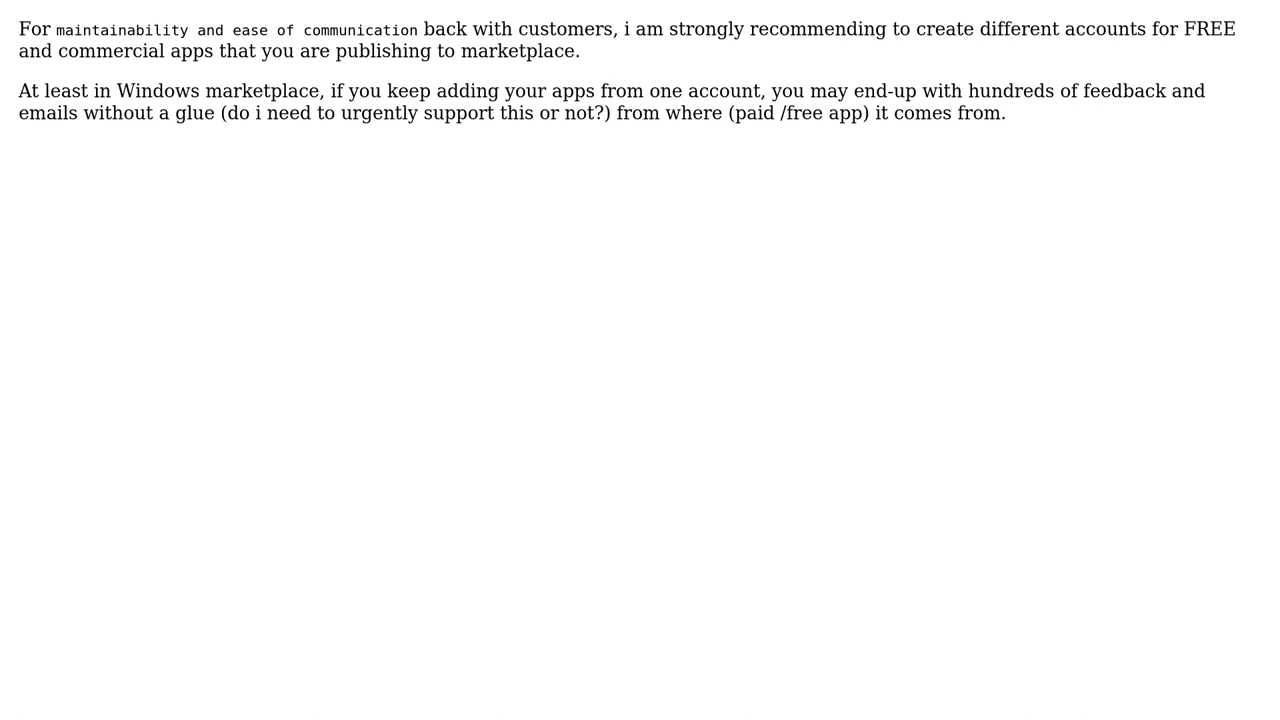 For maintainability and ease of communication back with customers, i am strongly recommending to create different accounts for FREE
and commercial apps that you are publishing to marketplace.
At least in Windows marketplace, if you keep adding your apps from one account, you may end-up with hundreds of feedback and
emails without a glue (do i need to urgently support this or not?) from where (paid /free app) it comes from.